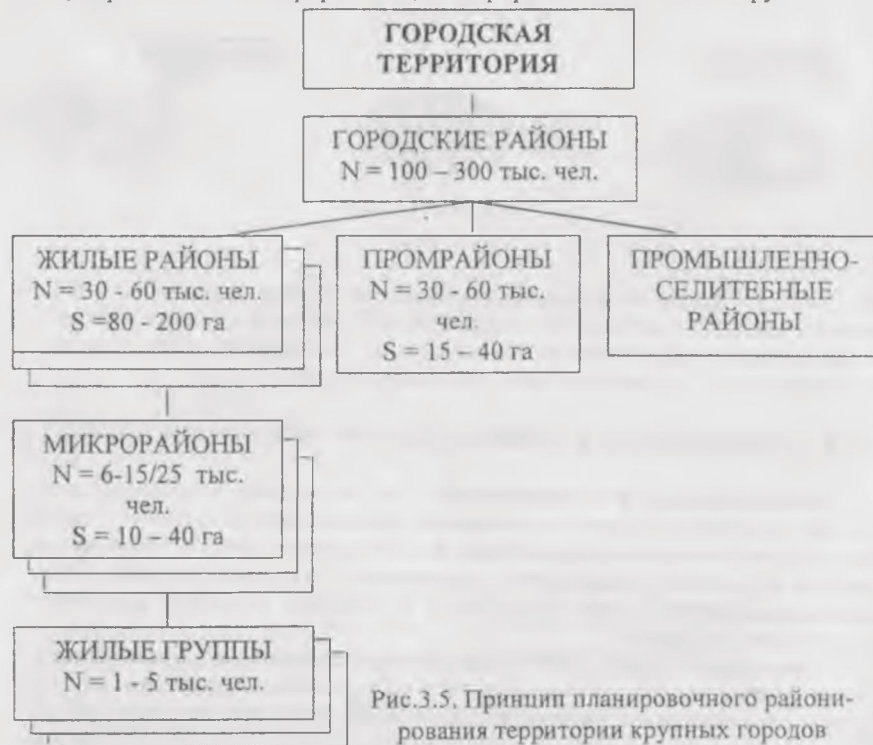 ГОРОДСКАЯ
ТЕРРИТОРИЯ
ГОРОДСКИЕ РАЙОНЫ
N = 100 – 300 тыс. чел.
ЖИЛЫЕ РАЙОНЫ
N = 30 - 60 тыс. чел.
S =80 - 200 га
ПРОМРАЙОНЫ
N = 30 - 60 тыс.
чел.
S = 15 – 40 га
ПРОМЫШЛЕННО-
СЕЛИТЕБНЫЕ
РАЙОНЫ
МИКРОРАЙОНЫ
N = 6-15/25 тыс.
чел.
S = 10 – 40 га
ЖИЛЫЕ ГРУППЫ
N = 1 - 5 тыс. чел.
Рис.3.5. Принцип планировочного райони-
рования территории крупных городов